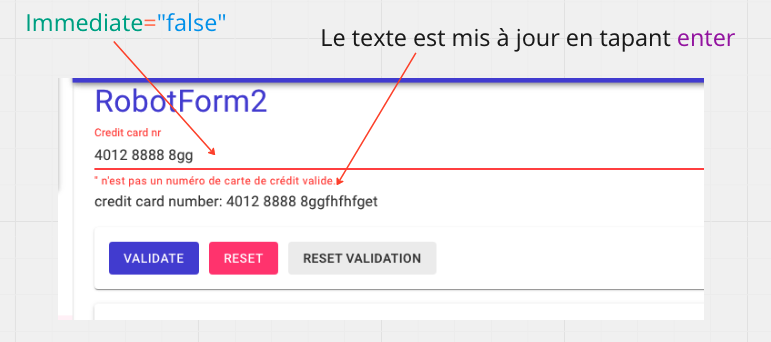 Immediate="false"
Le texte est mis à jour en tapant enter
RobotForm2
Credit card nr
4012 8888 8gg
" n'est pas un numéro de carte de crédit valide.
credit card number: 4012 8888 8ggfhfhfget
VALIDATE
RESET
RESET VALIDATION